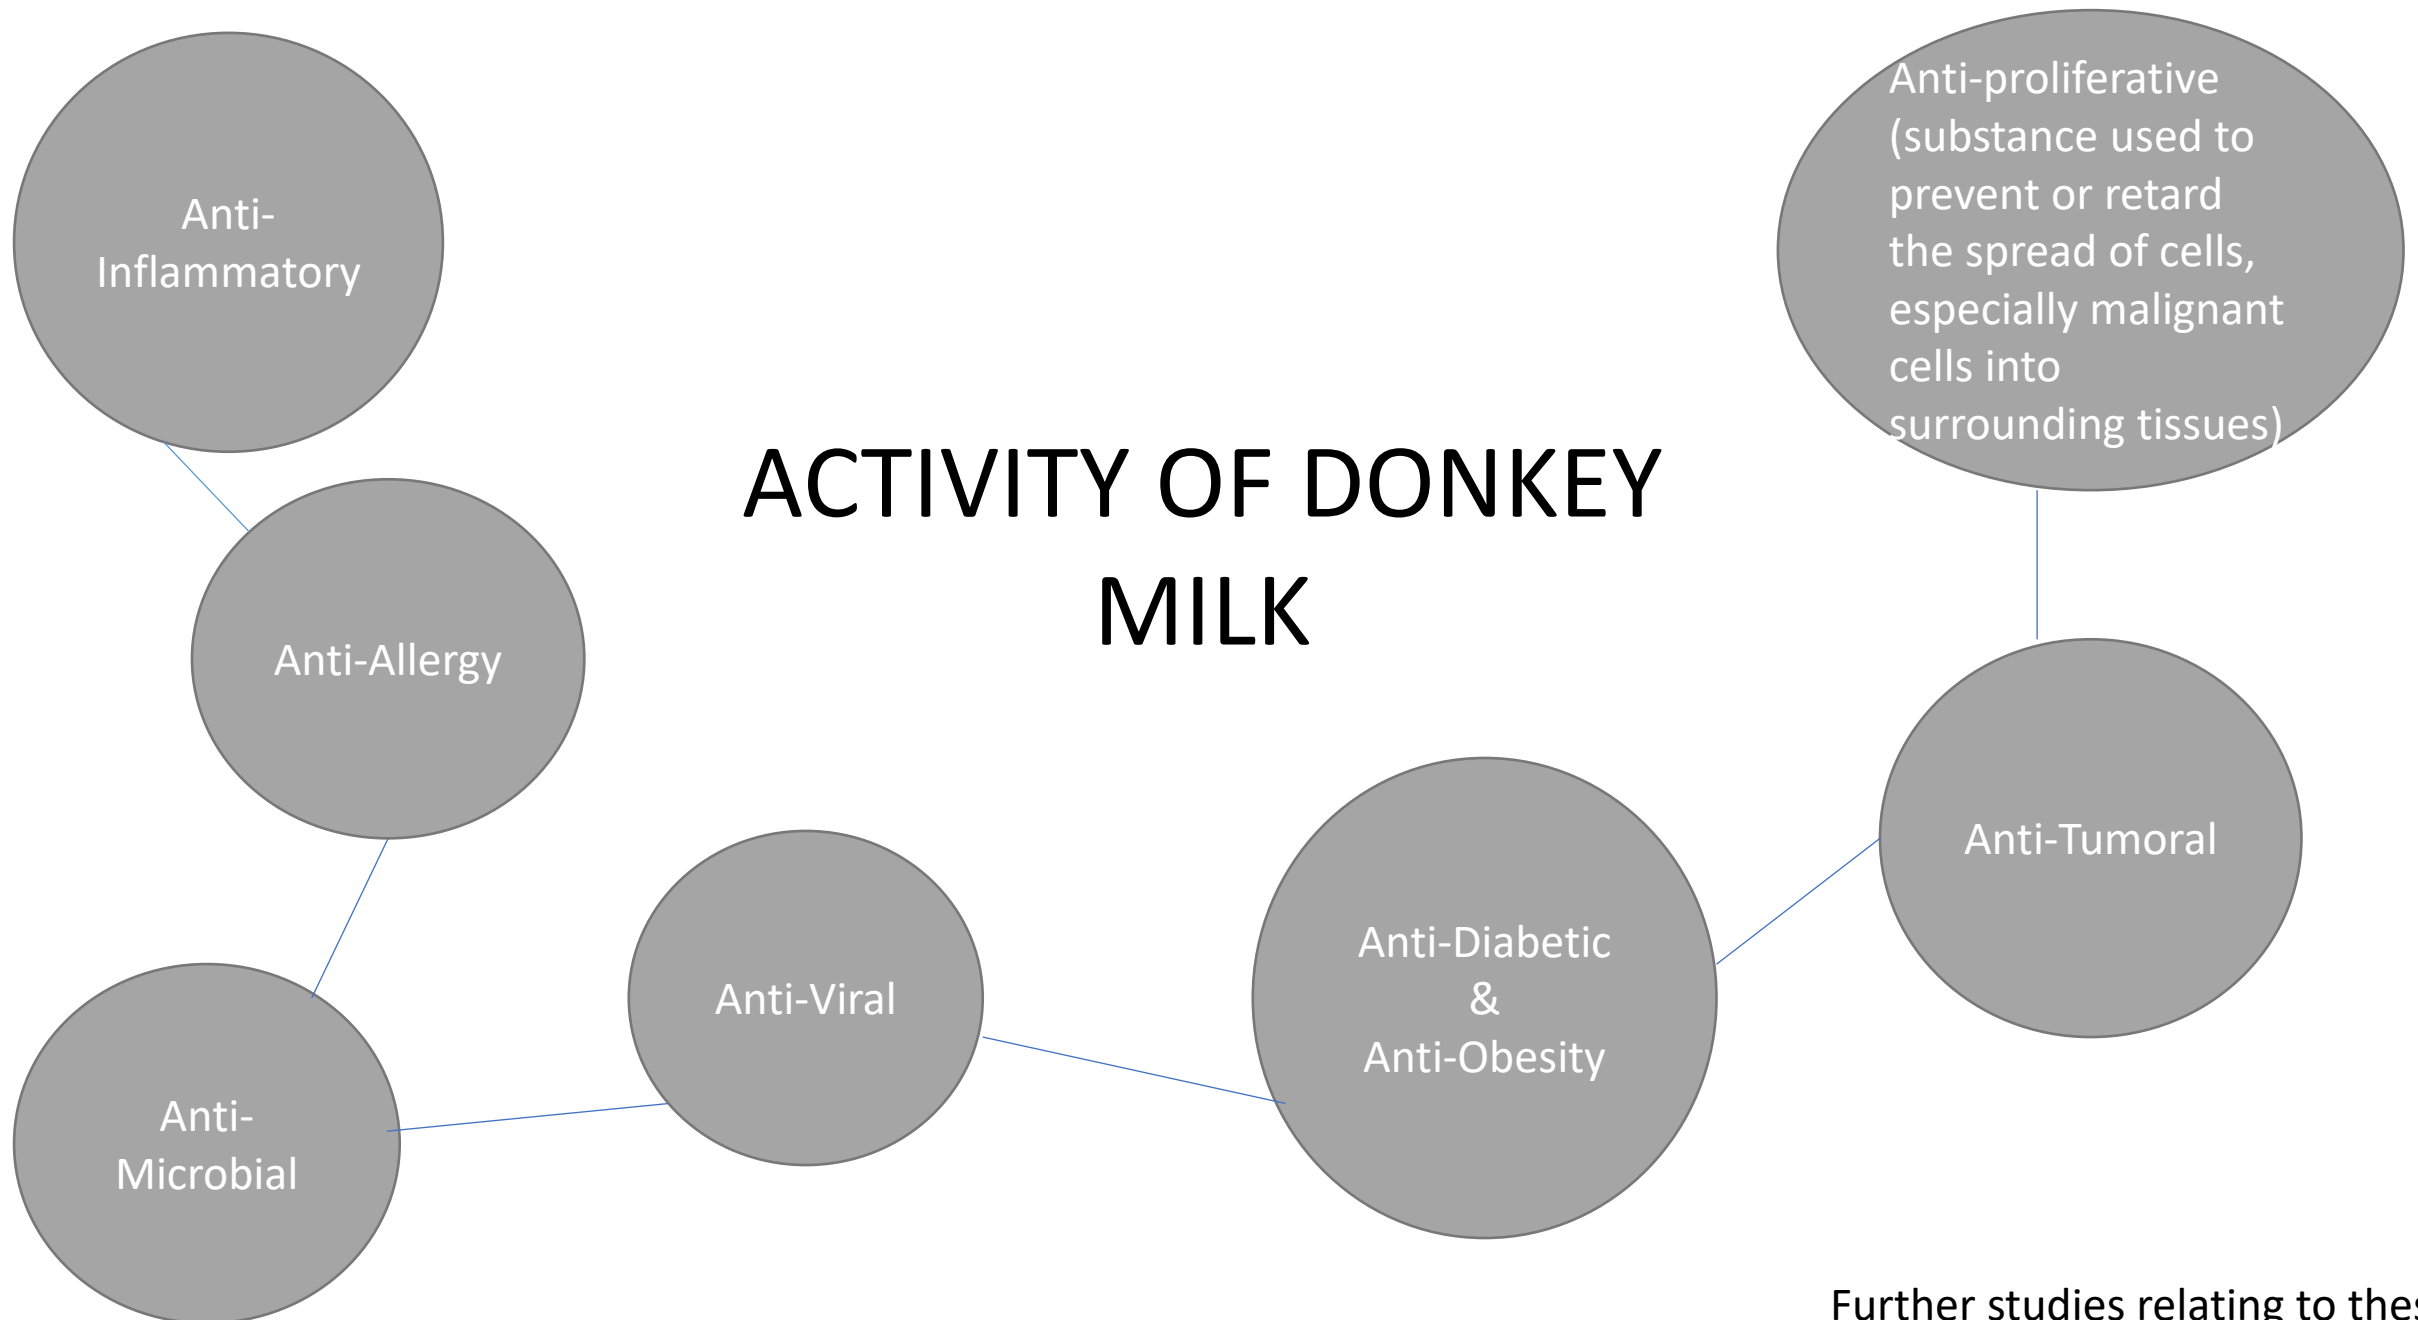 ACTIVITY OF DONKEY
MILK
Anti-
Inflammatory
Anti-Allergy
Anti-
Microbial
Anti-Viral
Anti-Diabetic
&
Anti-Obesity
Anti-Tumoral
Anti-proliferative
(substance used to
prevent or retard
the spread of cells,
especially malignant
cells into
surrounding tissues)
Further studies relating to